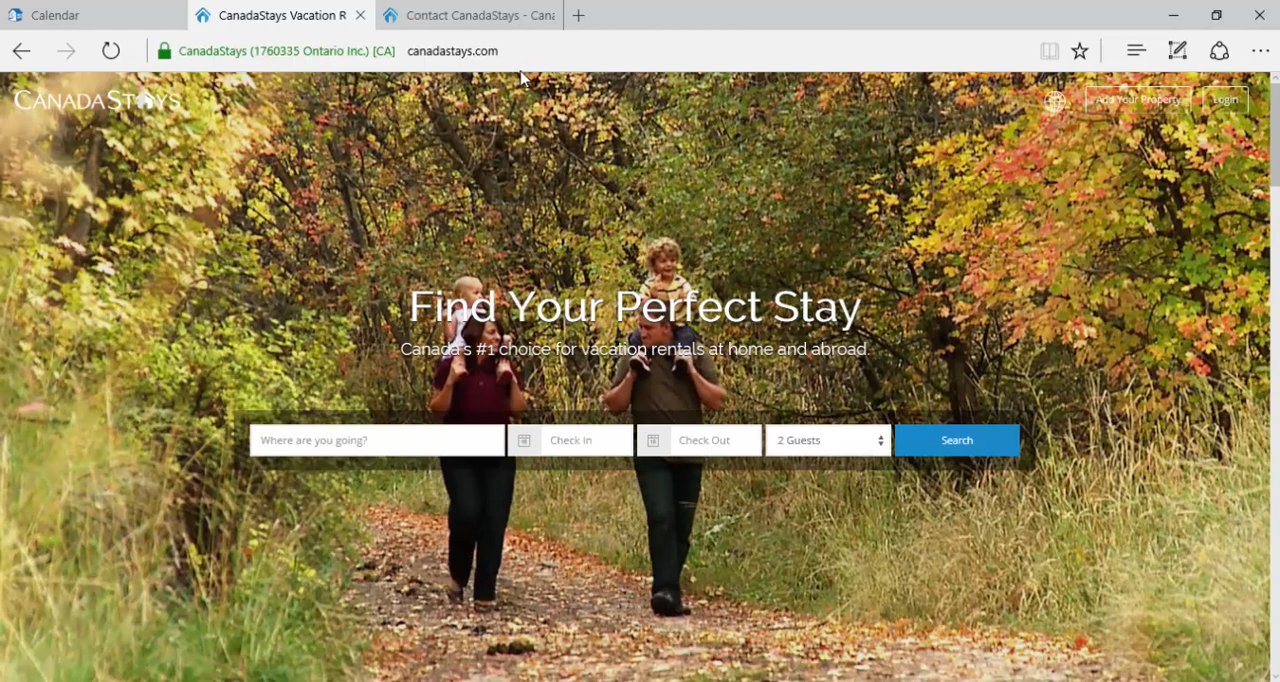 Calendar
CanadaStays Vacation R
Contact CanadaStays - Cana
CanadaStays (1760335 Ontario Inc.) [CA]
canadastays.com
CANADASTAYS
Add Your Property
Login
Find Your Perfect Stay
Canada's #1 choice for vacation rentals at home and abroad.
Where are you going?
Check In
Check Out
2 Guests
Search